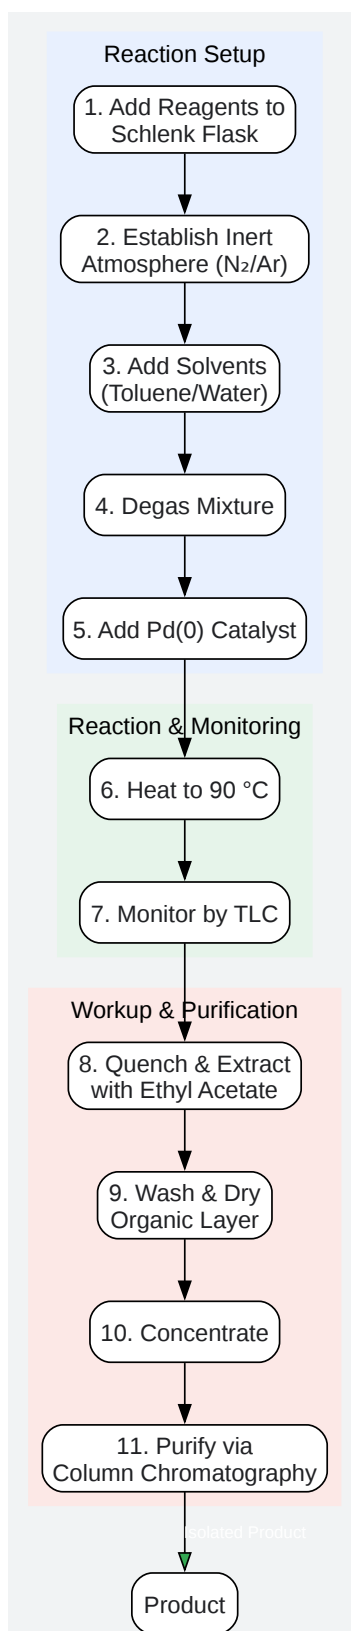 Reaction Setup
1. Add Reagents to
Schlenk Flask
2. Establish Inert
Atmosphere (N₂/Ar)
3. Add Solvents
(Toluene/Water)
4. Degas Mixture
5. Add Pd(0) Catalyst
Reaction & Monitoring
6. Heat to 90 °C
7. Monitor by TLC
Workup & Purification
8. Quench & Extract
with Ethyl Acetate
9. Wash & Dry
Organic Layer
10. Concentrate
11. Purify via
Column Chromatography
Isolated Product
Product